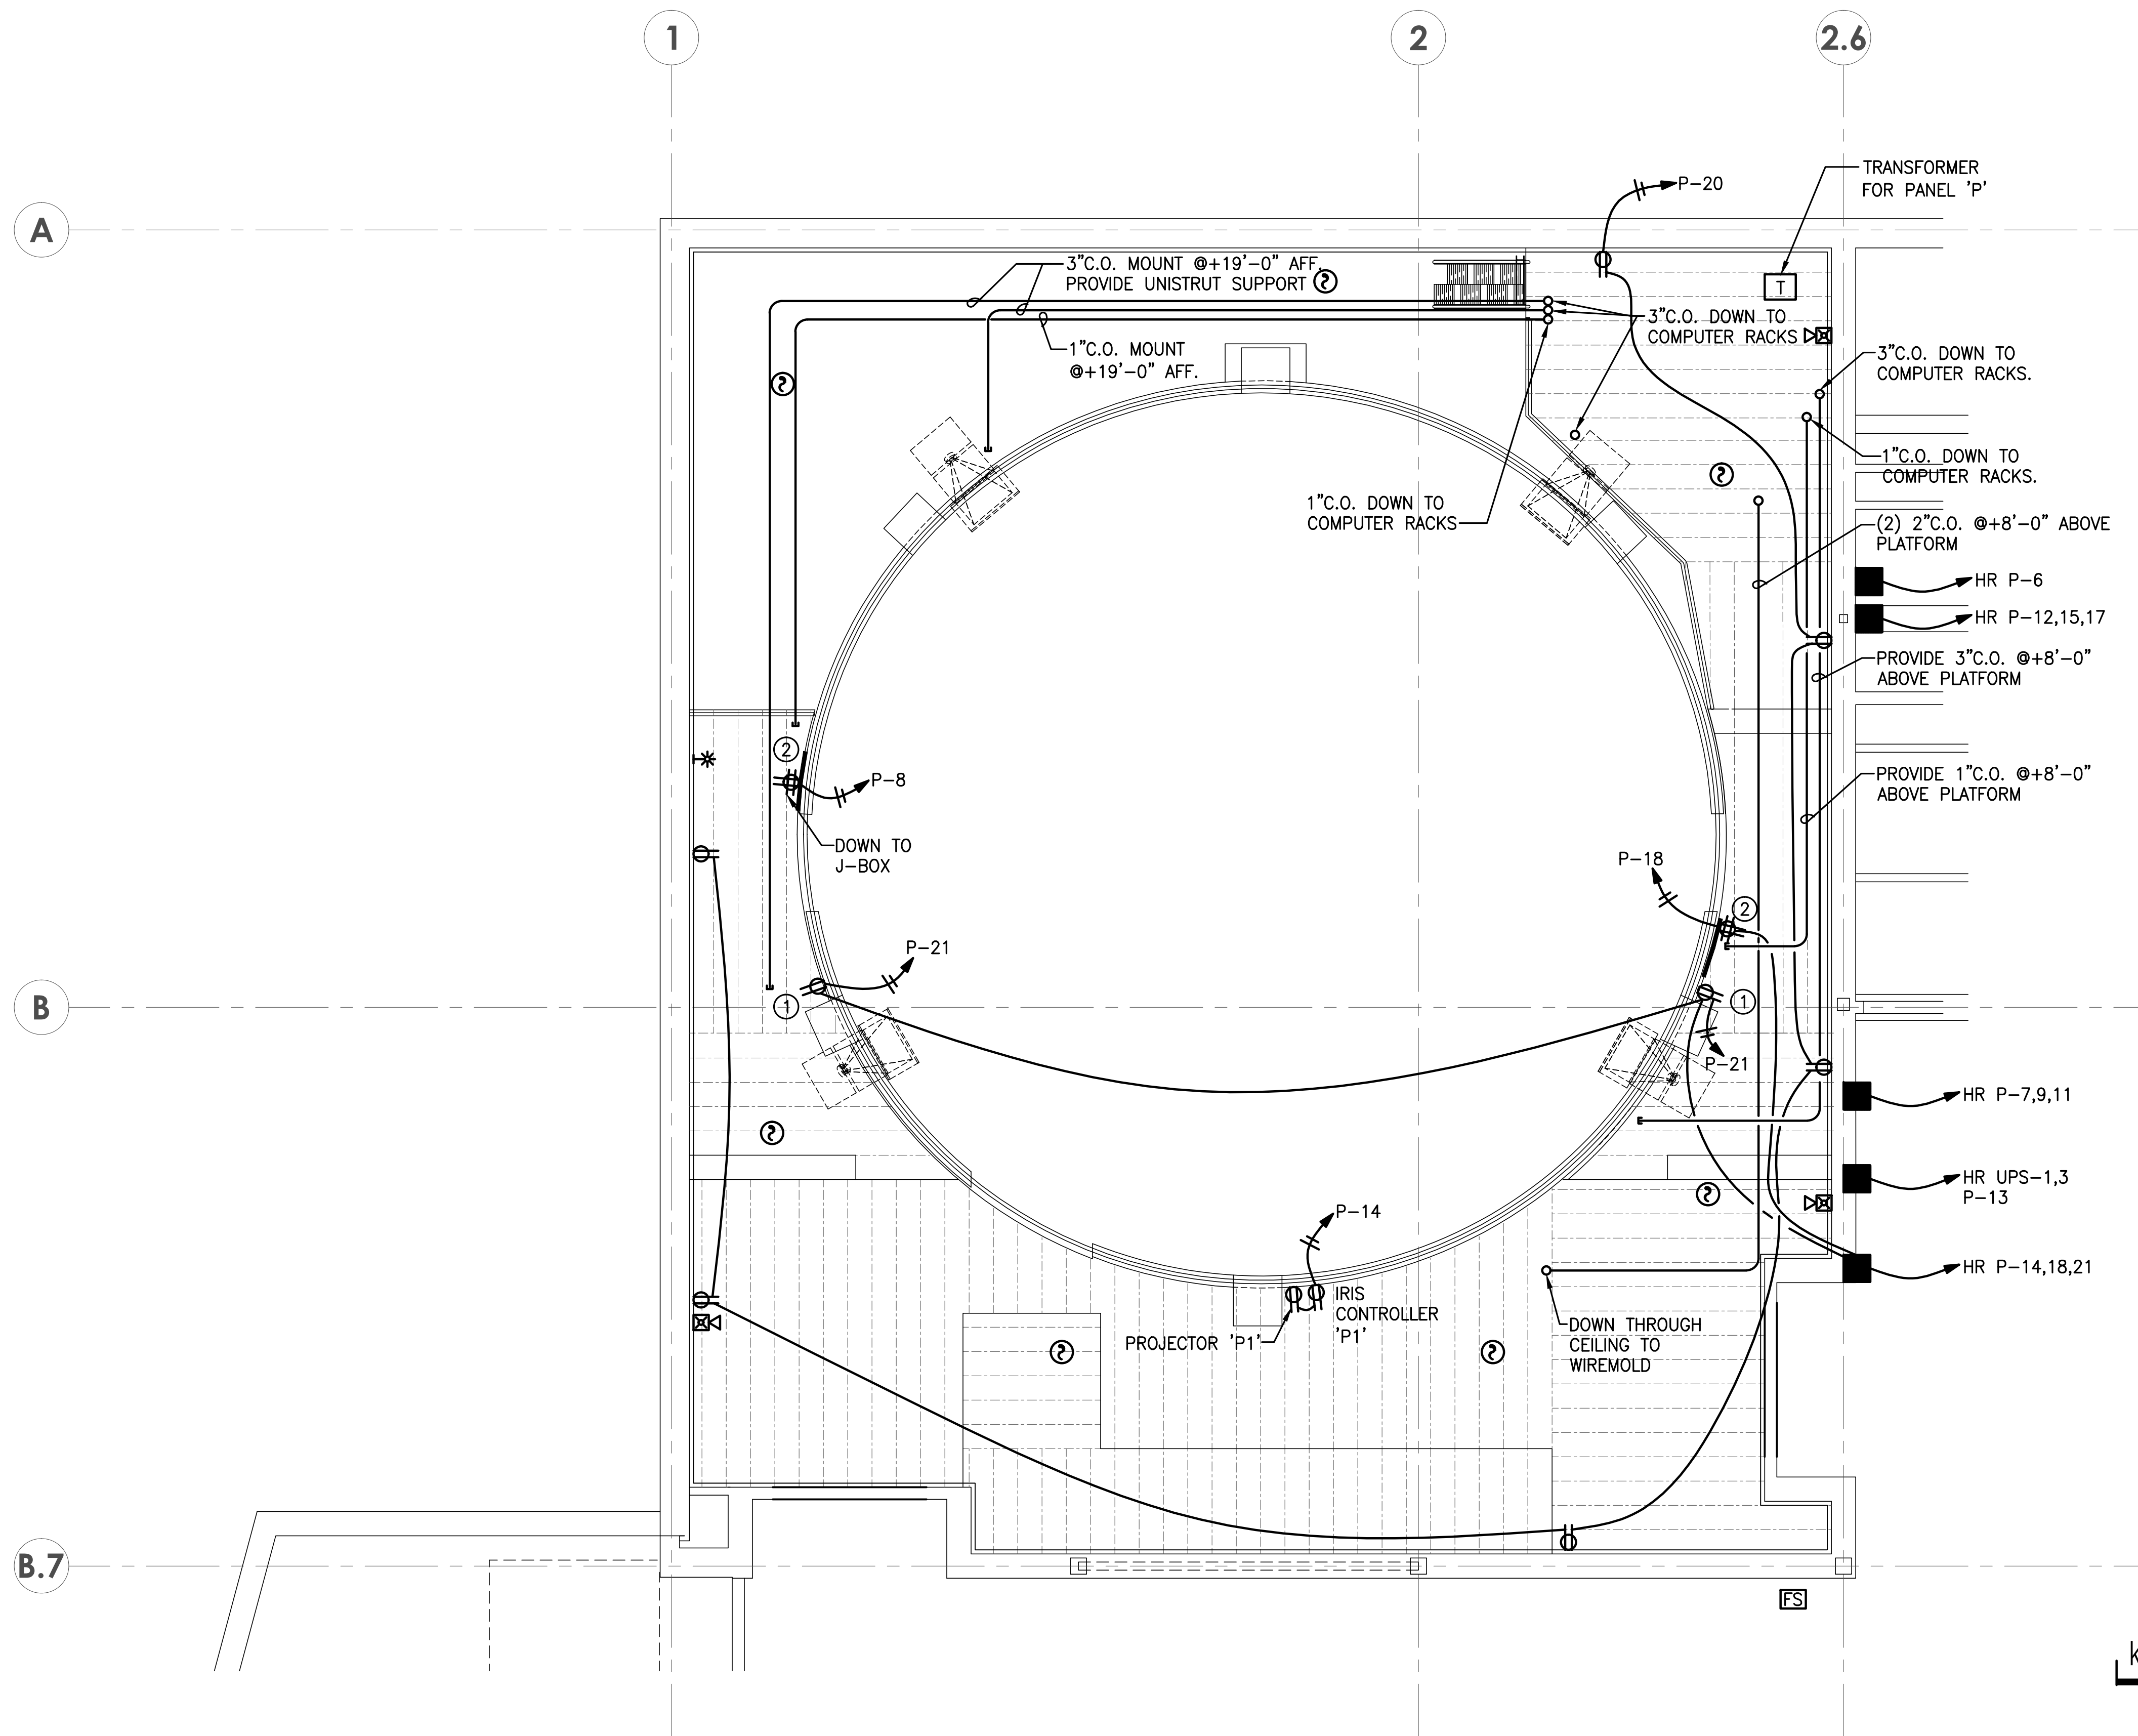 1
2
2.6
A
B
B.7
TRANSFORMER
FOR PANEL 'P'
P-20
3"C.O. MOUNT @+19'-0" AFF.
PROVIDE UNISTRUT SUPPORT
T
3"C.O. DOWN TO
COMPUTER RACKS
1"C.O. MOUNT
@+19'-0" AFF.
3"C.O. DOWN TO
COMPUTER RACKS.
1"C.O. DOWN TO
COMPUTER RACKS.
1"C.O. DOWN TO
COMPUTER RACKS
(2) 2"C.O. @+8'-0" ABOVE
PLATFORM
HR P-6
HR P-12,15,17
PROVIDE 3"C.O. @+8'-0"
ABOVE PLATFORM
PROVIDE 1"C.O. @+8'-0"
ABOVE PLATFORM
2
P-8
DOWN TO
J-BOX
P-18
2
P-21
1
1
P-21
HR P-7,9,11
HR UPS-1,3
P-13
P-14
HR P-14,18,21
IRIS
CONTROLLER
'P1'
PROJECTOR 'P1'
DOWN THROUGH
CEILING TO
WIREMOLD
FS